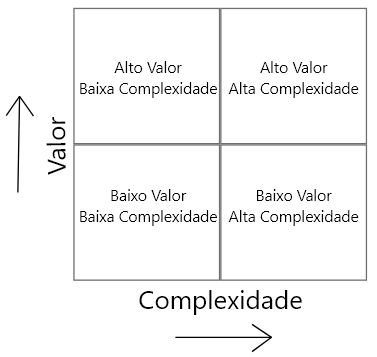 Alto Valor
Baixa Complexidade
Alto Valor
Alta Complexidade
Valor
Baixo Valor
Baixa Complexidade
Baixo Valor
Alta Complexidade
Complexidade